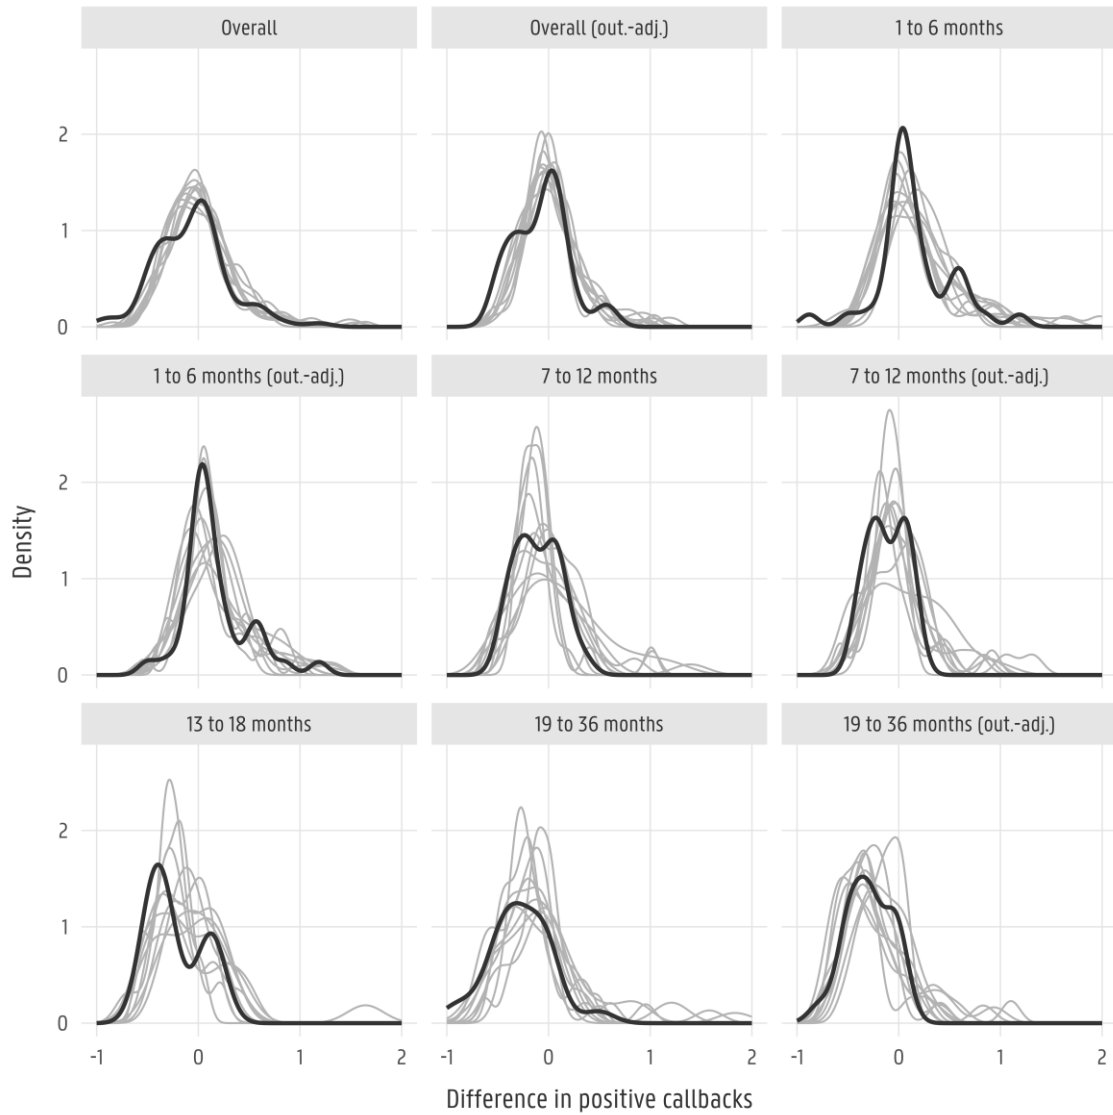 Overall
Overall (out.-adj.)
1 to 6 months
2
1
0
1 to 6 months (out.-adj.)
7 to 12 months
7 to 12 months (out.-adj.)
Density
2
1
0
13 to 18 months
19 to 36 months
19 to 36 months (out.-adj.)
2
1
0
-1 0 1 2 -1 0 1 2 -1 0 1 2
Difference in positive callbacks